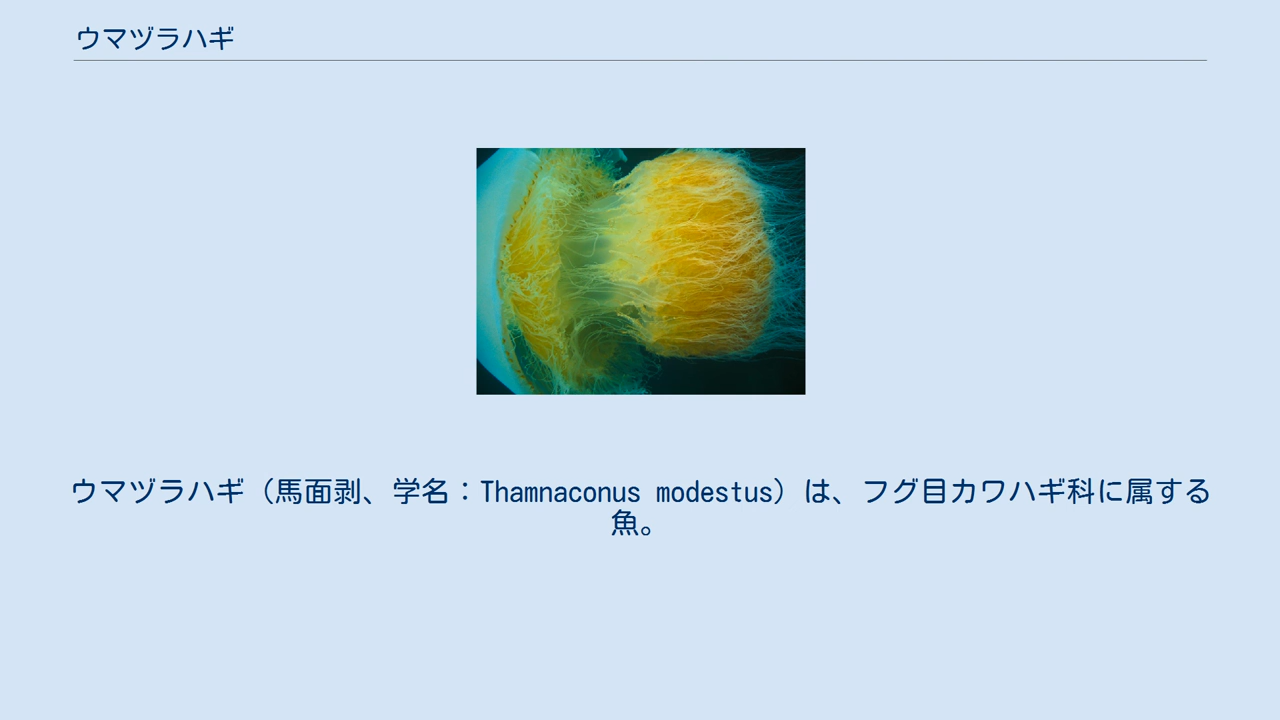 ウマヅラハギ
ウマヅラハギ（馬面剥、学名：Thamnaconus modestus）は、フグ目カワハギ科に属する
魚。